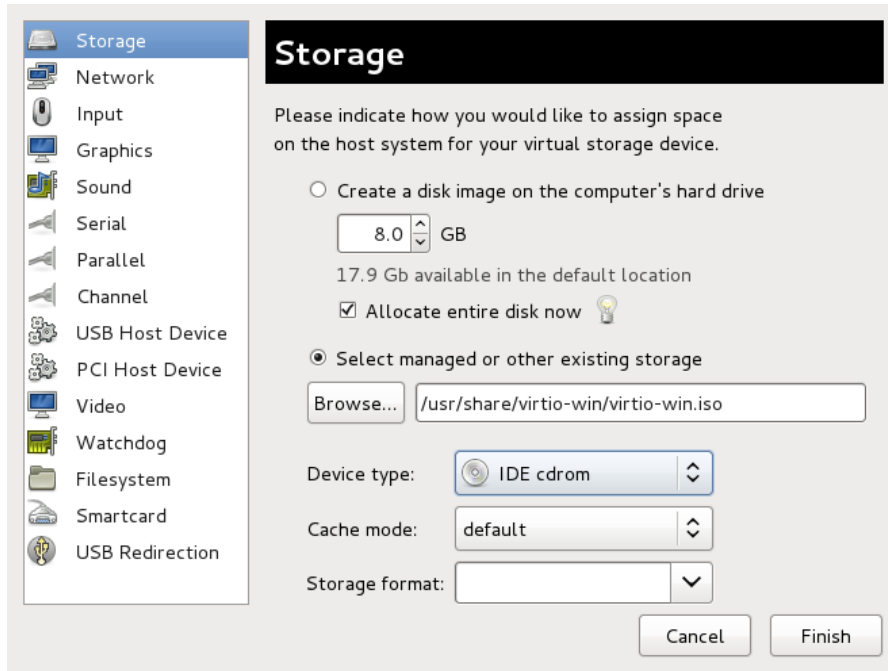 Storage
Network
Input
Graphics
Sound
Serial
Parallel
Channel
USB Host Device
PCI Host Device
Video
Watchdog
Filesystem
Smartcard
USB Redirection
Storage
Please indicate how you would like to assign space
on the host system for your virtual storage device.
Create a disk image on the computer's hard drive
8.0 GB
17.9 Gb available in the default location
Allocate entire disk now
Select managed or other existing storage
Browse... /usr/share/virtio-win/virtio-win.iso
Device type: IDE cdrom
Cache mode: default
Storage format:
Cancel Finish